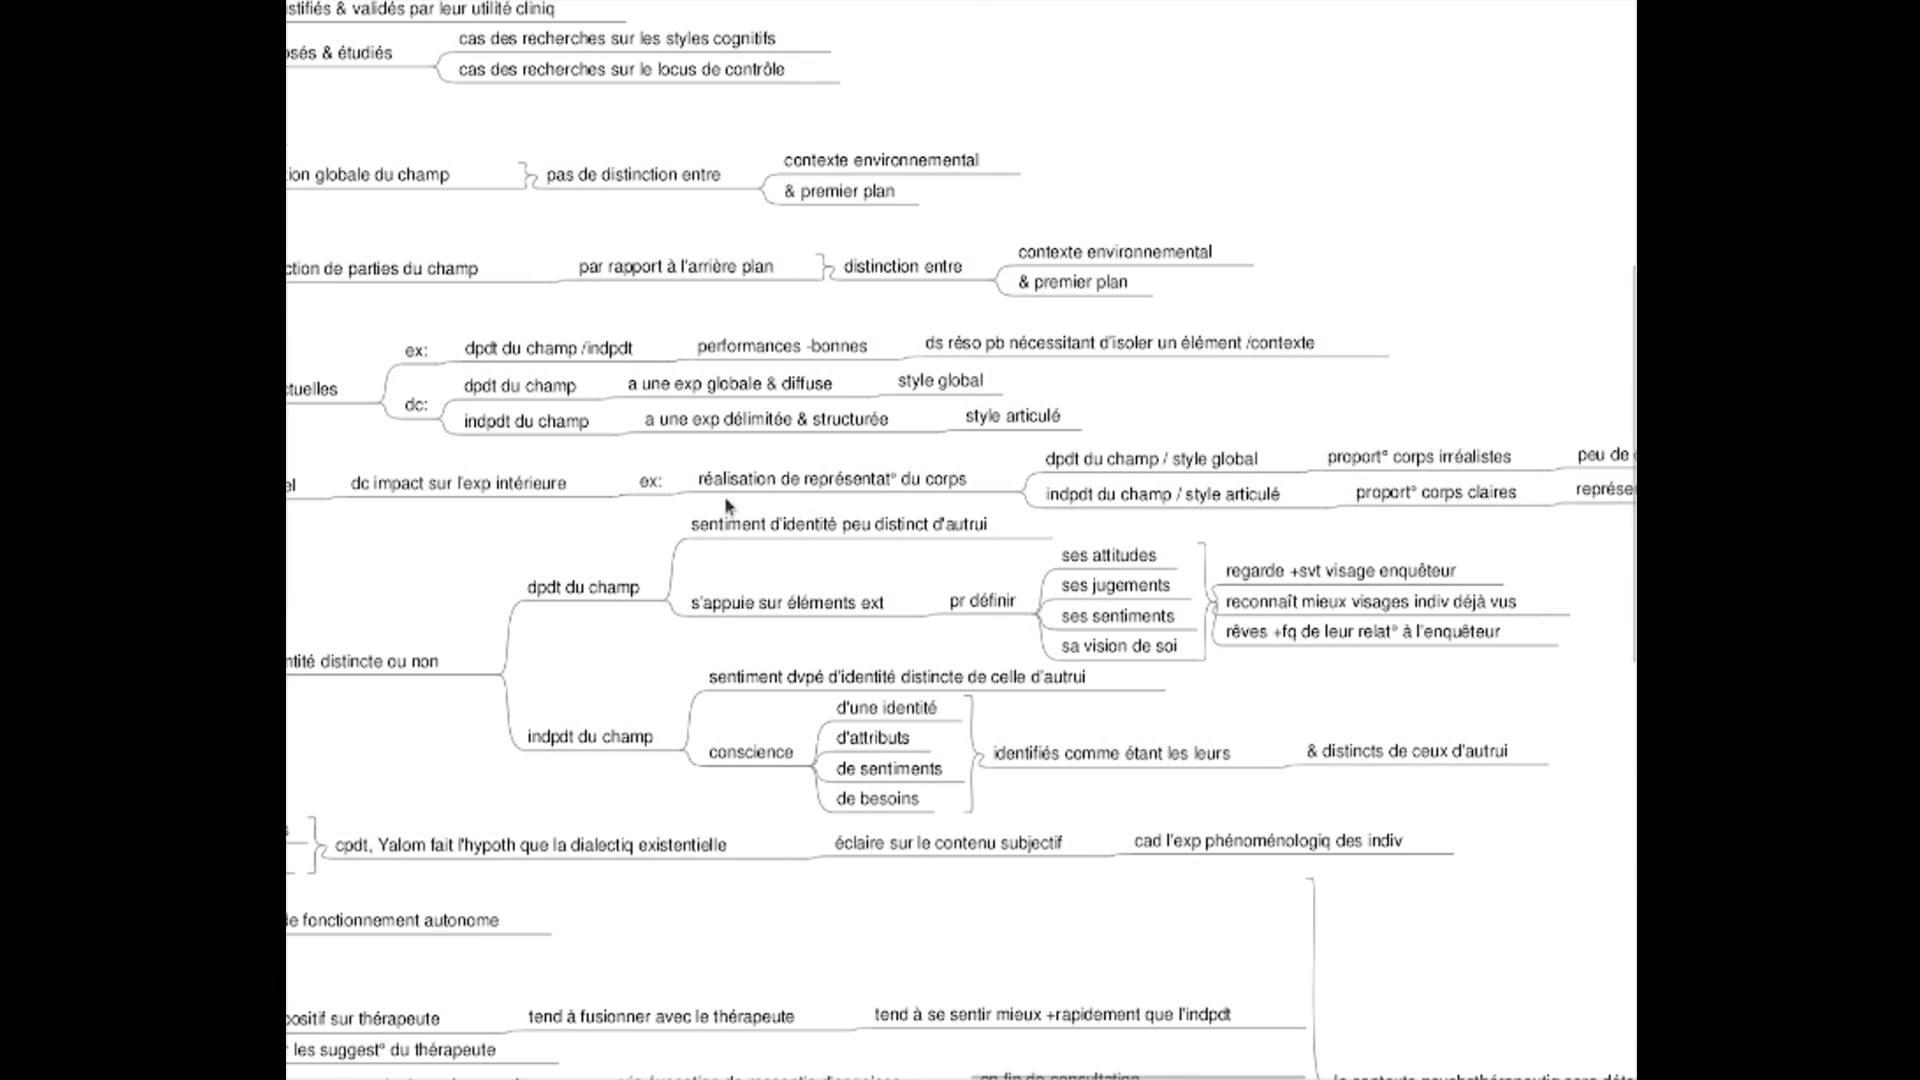 stifiés & validés par leur utilité cliniq
osés & étudiés
cas des recherches sur les styles cognitifs
cas des recherches sur le locus de contrôle
ion globale du champ
pas de distinction entre
contexte environnemental
& premier plan
ction de parties du champ
par rapport à l'arrière plan
distinction entre
contexte environnemental
& premier plan
ctuelles
ex:
dpdt du champ /indpdt
performances -bonnes
ds réso pb nécessitant d'isoler un élément /contexte
dc:
dpdt du champ
a une exp globale & diffuse
style global
indpdt du champ
a une exp délimitée & structurée
style articulé
el
dc impact sur l'exp intérieure
ex:
réalisation de représentat° du corps
dpdt du champ / style global
proport° corps irréalistes
peu de
indpdt du champ / style articulé
proport° corps claires
représe
ntité distincte ou non
dpdt du champ
sentiment d'identité peu distinct d'autrui
s'appuie sur éléments ext
pr définir
ses attitudes
ses jugements
ses sentiments
sa vision de soi
regarde +svt visage enquêteur
reconnaît mieux visages indiv déjà vus
rêves +fq de leur relat° à l'enquêteur
indpdt du champ
sentiment dvpé d'identité distincte de celle d'autrui
conscience
d'une identité
d'attributs
de sentiments
de besoins
identifiés comme étant les leurs
& distincts de ceux d'autrui
cpdt, Yalom fait l'hypoth que la dialectiq existentielle
éclaire sur le contenu subjectif
cad l'exp phénoménologiq des indiv
de fonctionnement autonome
positif sur thérapeute
tend à fusionner avec le thérapeute
tend à se sentir mieux +rapidement que l'indpdt
les suggest° du thérapeute
en fin de consultation